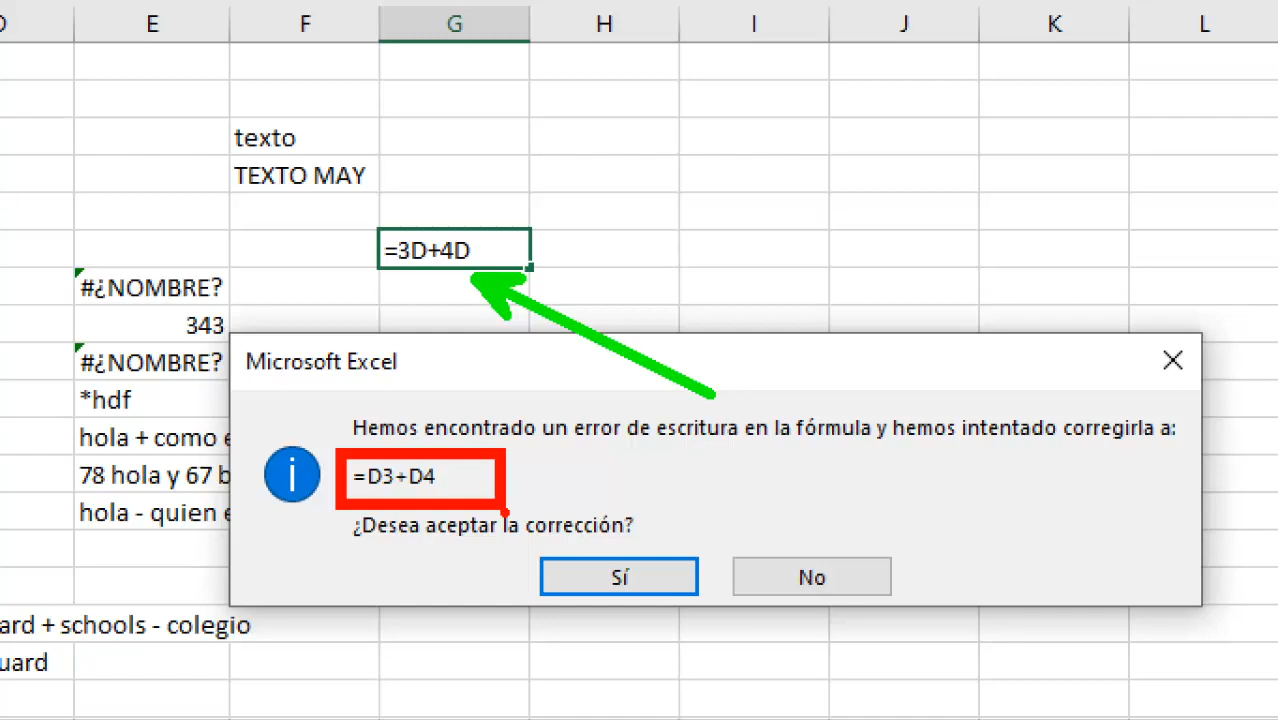 E F G H I J K L
texto
TEXTO MAY
=3D+4D
#¿NOMBRE?
343
#¿NOMBRE?
Microsoft Excel
*hdf
Hemos encontrado un error de escritura en la fórmula y hemos intentado corregirla a:
hola + como
78 hola y 67
=D3+D4
hola - quien
¿Desea aceptar la corrección?
Sí No
+ schools - colegio